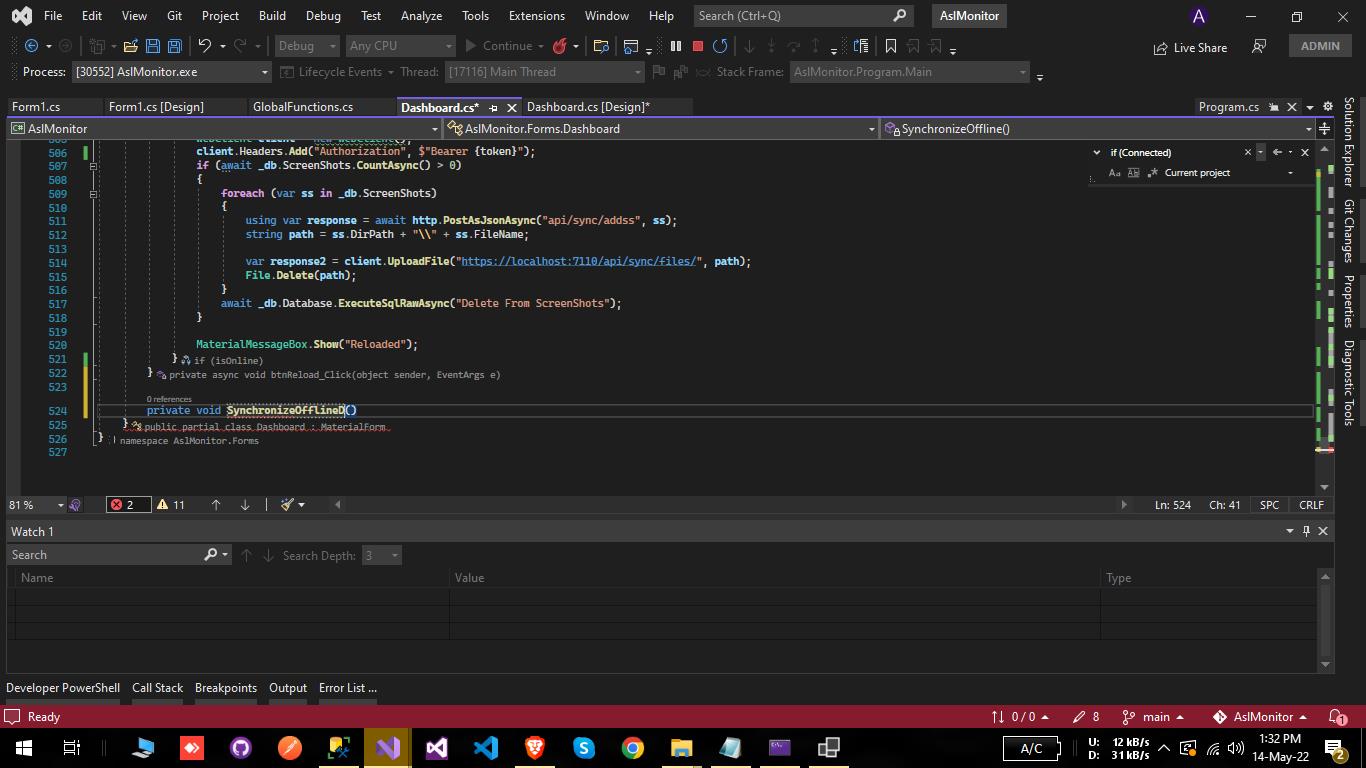 File Edit View Git Project Build Debug Test Analyze Tools Extensions Window Help Search (Ctrl+Q) AslMonitor A
Debug Any CPU Continue Live Share ADMIN
Process: [30552] AslMonitor.exe Lifecycle Events Thread: [17116] Main Thread Stack Frame: AslMonitor.Program.Main
Form1.cs Form1.cs [Design] GlobalFunctions.cs Dashboard.cs* Dashboard.cs [Design]* Program.cs
AslMonitor AslMonitor.Forms.Dashboard SynchronizeOffline()
506 client.Headers.Add("Authorization", $"Bearer {token}");
507 if (await _db.ScreenShots.CountAsync() > 0)
508 {
509 foreach (var ss in _db.ScreenShots)
510 {
511 using var response = await http.PostAsJsonAsync("api/sync/addss", ss);
512 string path = ss.DirPath + "\\" + ss.FileName;
513
514 var response2 = client.UploadFile("https://localhost:7110/api/sync/files/", path);
515 File.Delete(path);
516 }
517 await _db.Database.ExecuteSqlRawAsync("Delete From ScreenShots");
518 }
519
520 MaterialMessageBox.Show("Reloaded");
521 } if (isOnline)
522 } private async void btnReload_Click(object sender, EventArgs e)
523
0 references
524 private void SynchronizeOfflineD()
525 } public partial class Dashboard : MaterialForm
526 } namespace AslMonitor.Forms
527
if (Connected)
Aa Ab Current project
Solution Explorer
Git Changes
Properties
Diagnostic Tools
81 % 2 11 Ln: 524 Ch: 41 SPC CRLF
Watch 1
Search Search Depth: 3
Name Value Type
Developer PowerShell Call Stack Breakpoints Output Error List ...
Ready 0 / 0 8 main AslMonitor 1
A/C U: 12 kB/s D: 31 kB/s 1:32 PM 14-May-22 2